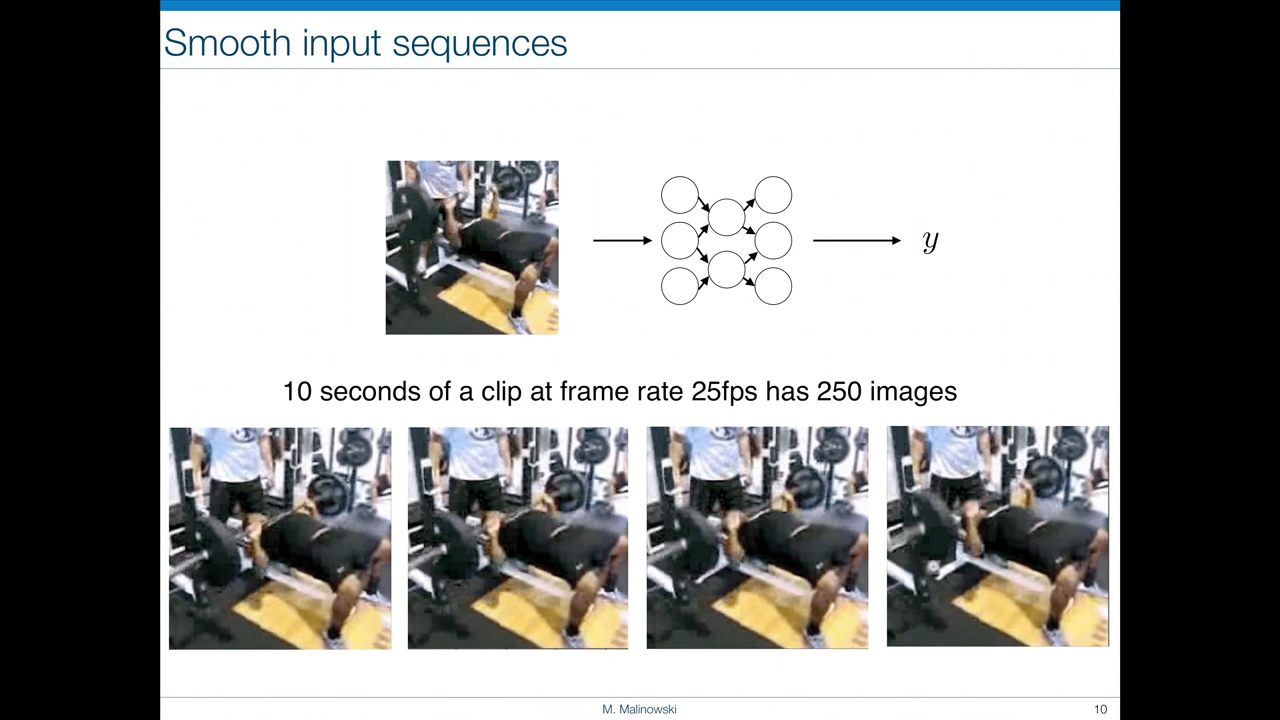 Smooth input sequences
y
10 seconds of a clip at frame rate 25fps has 250 images
M. Malinowski
10